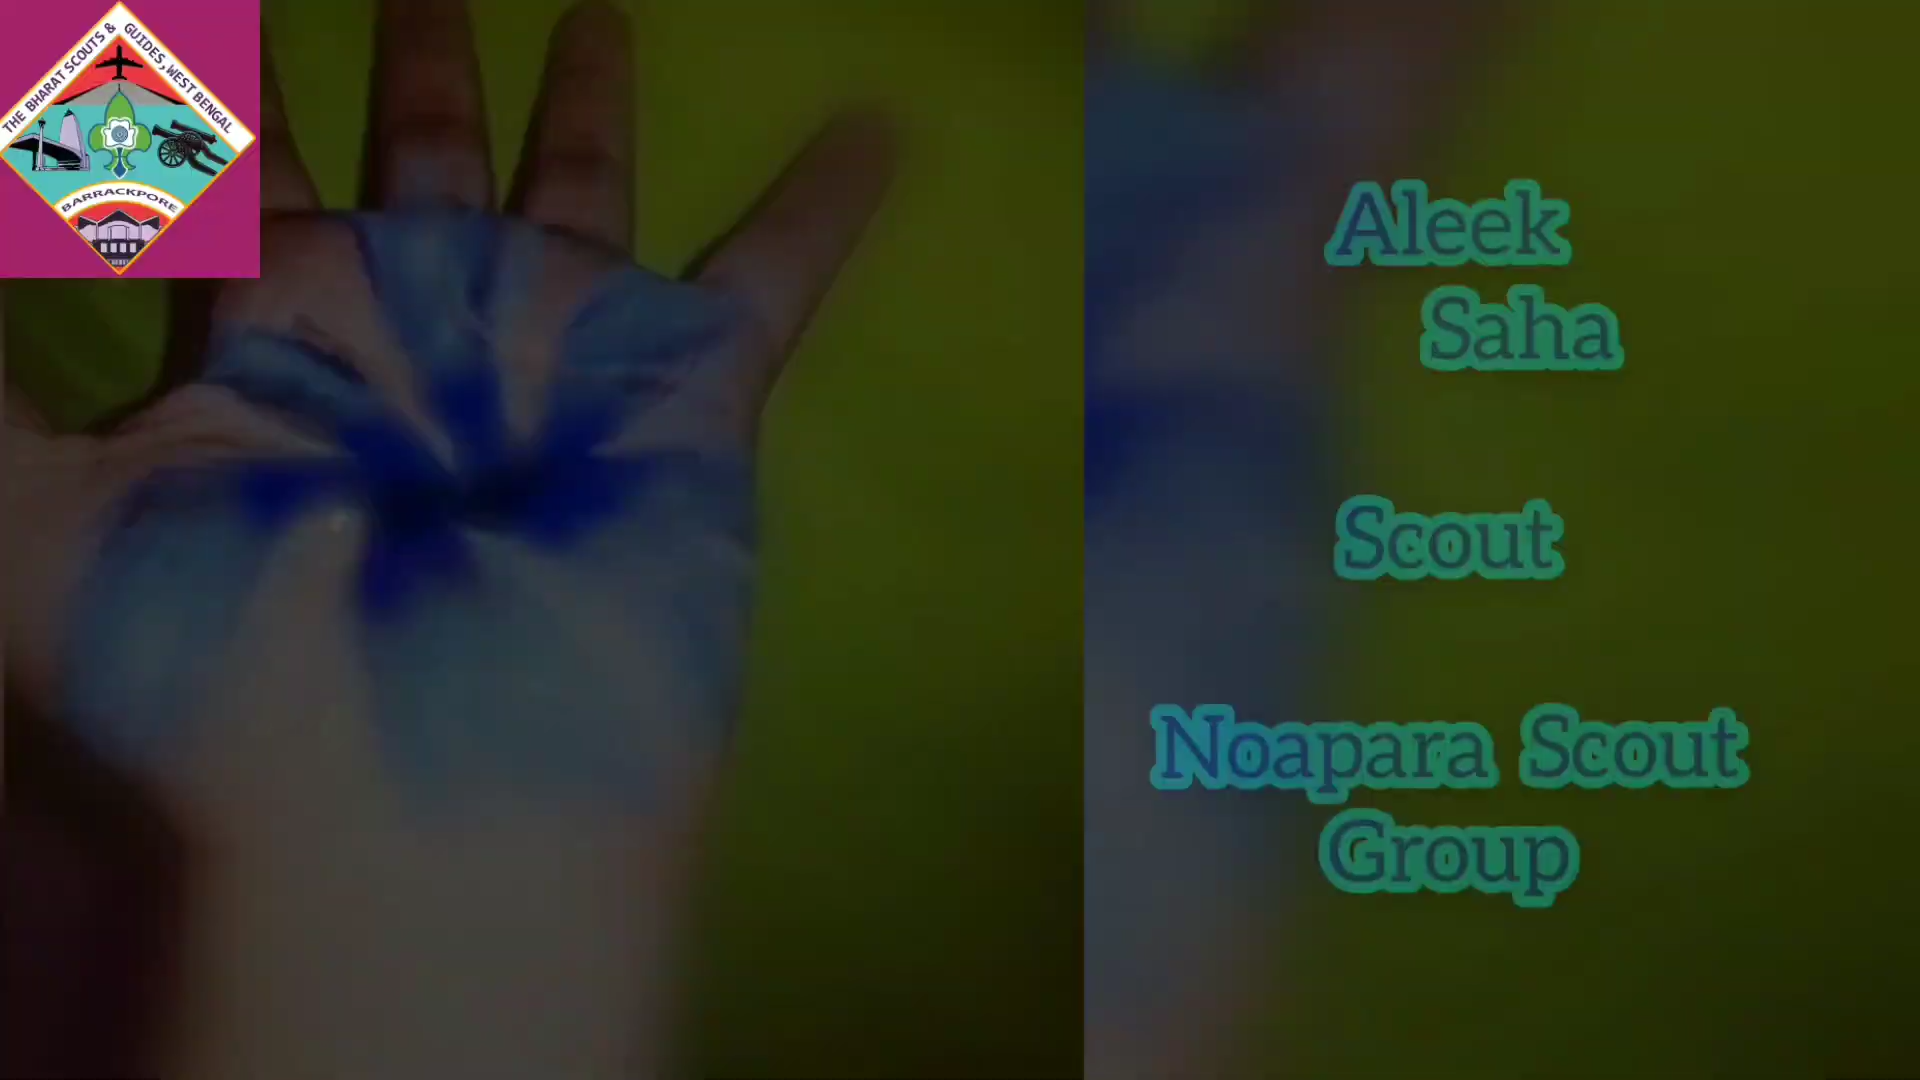 THE BHARAT SCOUTS & GUIDES, WEST BENGAL
BARRACKPORE
Aleek
Saha
Scout
Noapara Scout
Group